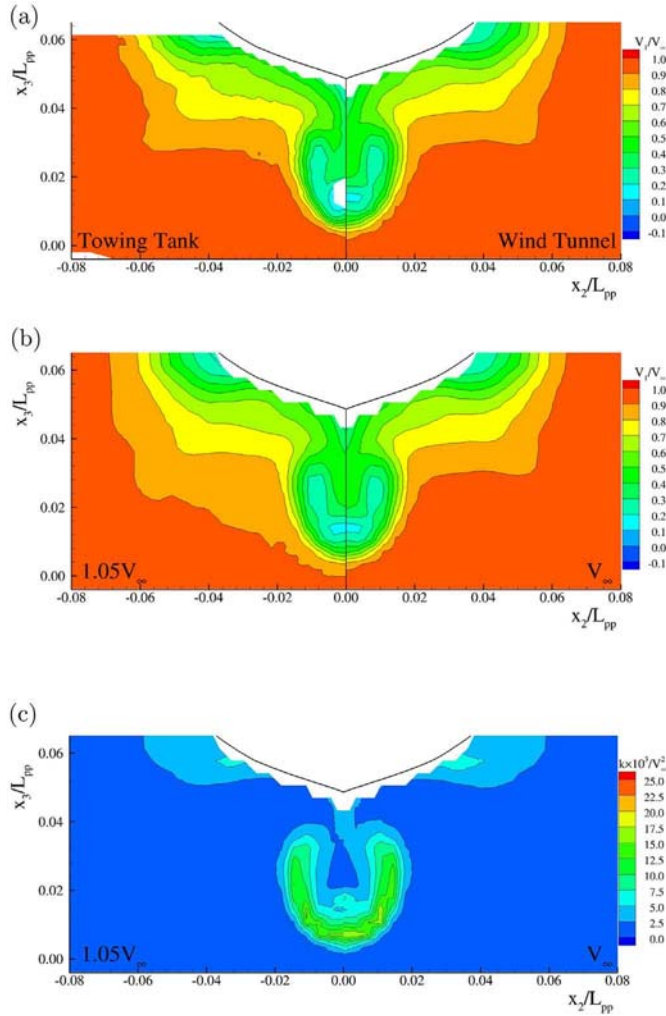 (a)
x₃/Lₚₚ
0.06
0.04
0.02
0.00
Towing Tank
Wind Tunnel
-0.08 -0.06 -0.04 -0.02 0.00 0.02 0.04 0.06 0.08
x₂/Lₚₚ
V₁/V∞
1.0
0.9
0.8
0.7
0.6
0.5
0.4
0.3
0.2
0.1
0.0
-0.1
(b)
x₃/Lₚₚ
0.06
0.04
0.02
0.00
1.05V∞
V∞
-0.08 -0.06 -0.04 -0.02 0.00 0.02 0.04 0.06 0.08
x₂/Lₚₚ
V₁/V∞
1.0
0.9
0.8
0.7
0.6
0.5
0.4
0.3
0.2
0.1
0.0
-0.1
(c)
x₃/Lₚₚ
0.06
0.04
0.02
0.00
1.05V∞
V∞
-0.08 -0.06 -0.04 -0.02 0.00 0.02 0.04 0.06 0.08
x₂/Lₚₚ
k×10³/V²∞
25.0
22.5
20.0
17.5
15.0
12.5
10.0
7.5
5.0
2.5
0.0